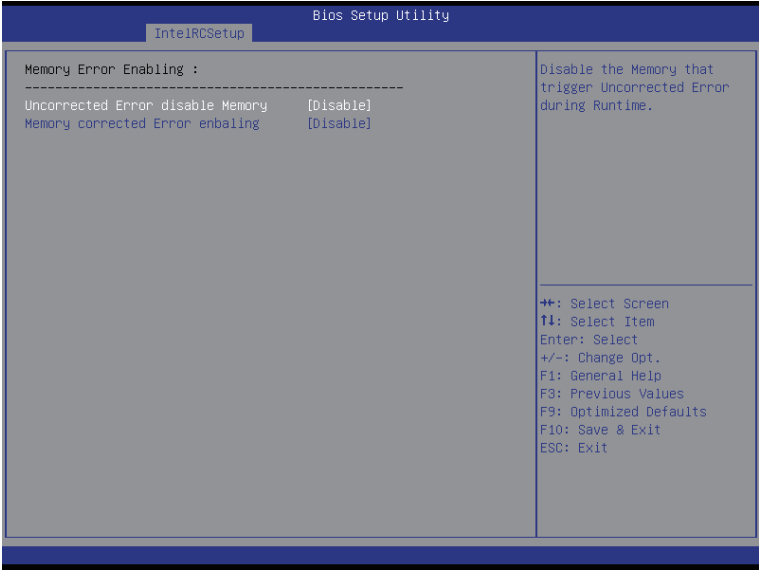 Bios Setup Utility
IntelRCSetup
Memory Error Enabling :
--------------------------------------------------
Uncorrected Error disable Memory [Disable]
Memory corrected Error enbaling [Disable]
Disable the Memory that
trigger Uncorrected Error
during Runtime.
→←: Select Screen
↑↓: Select Item
Enter: Select
+/-: Change Opt.
F1: General Help
F3: Previous Values
F9: Optimized Defaults
F10: Save & Exit
ESC: Exit